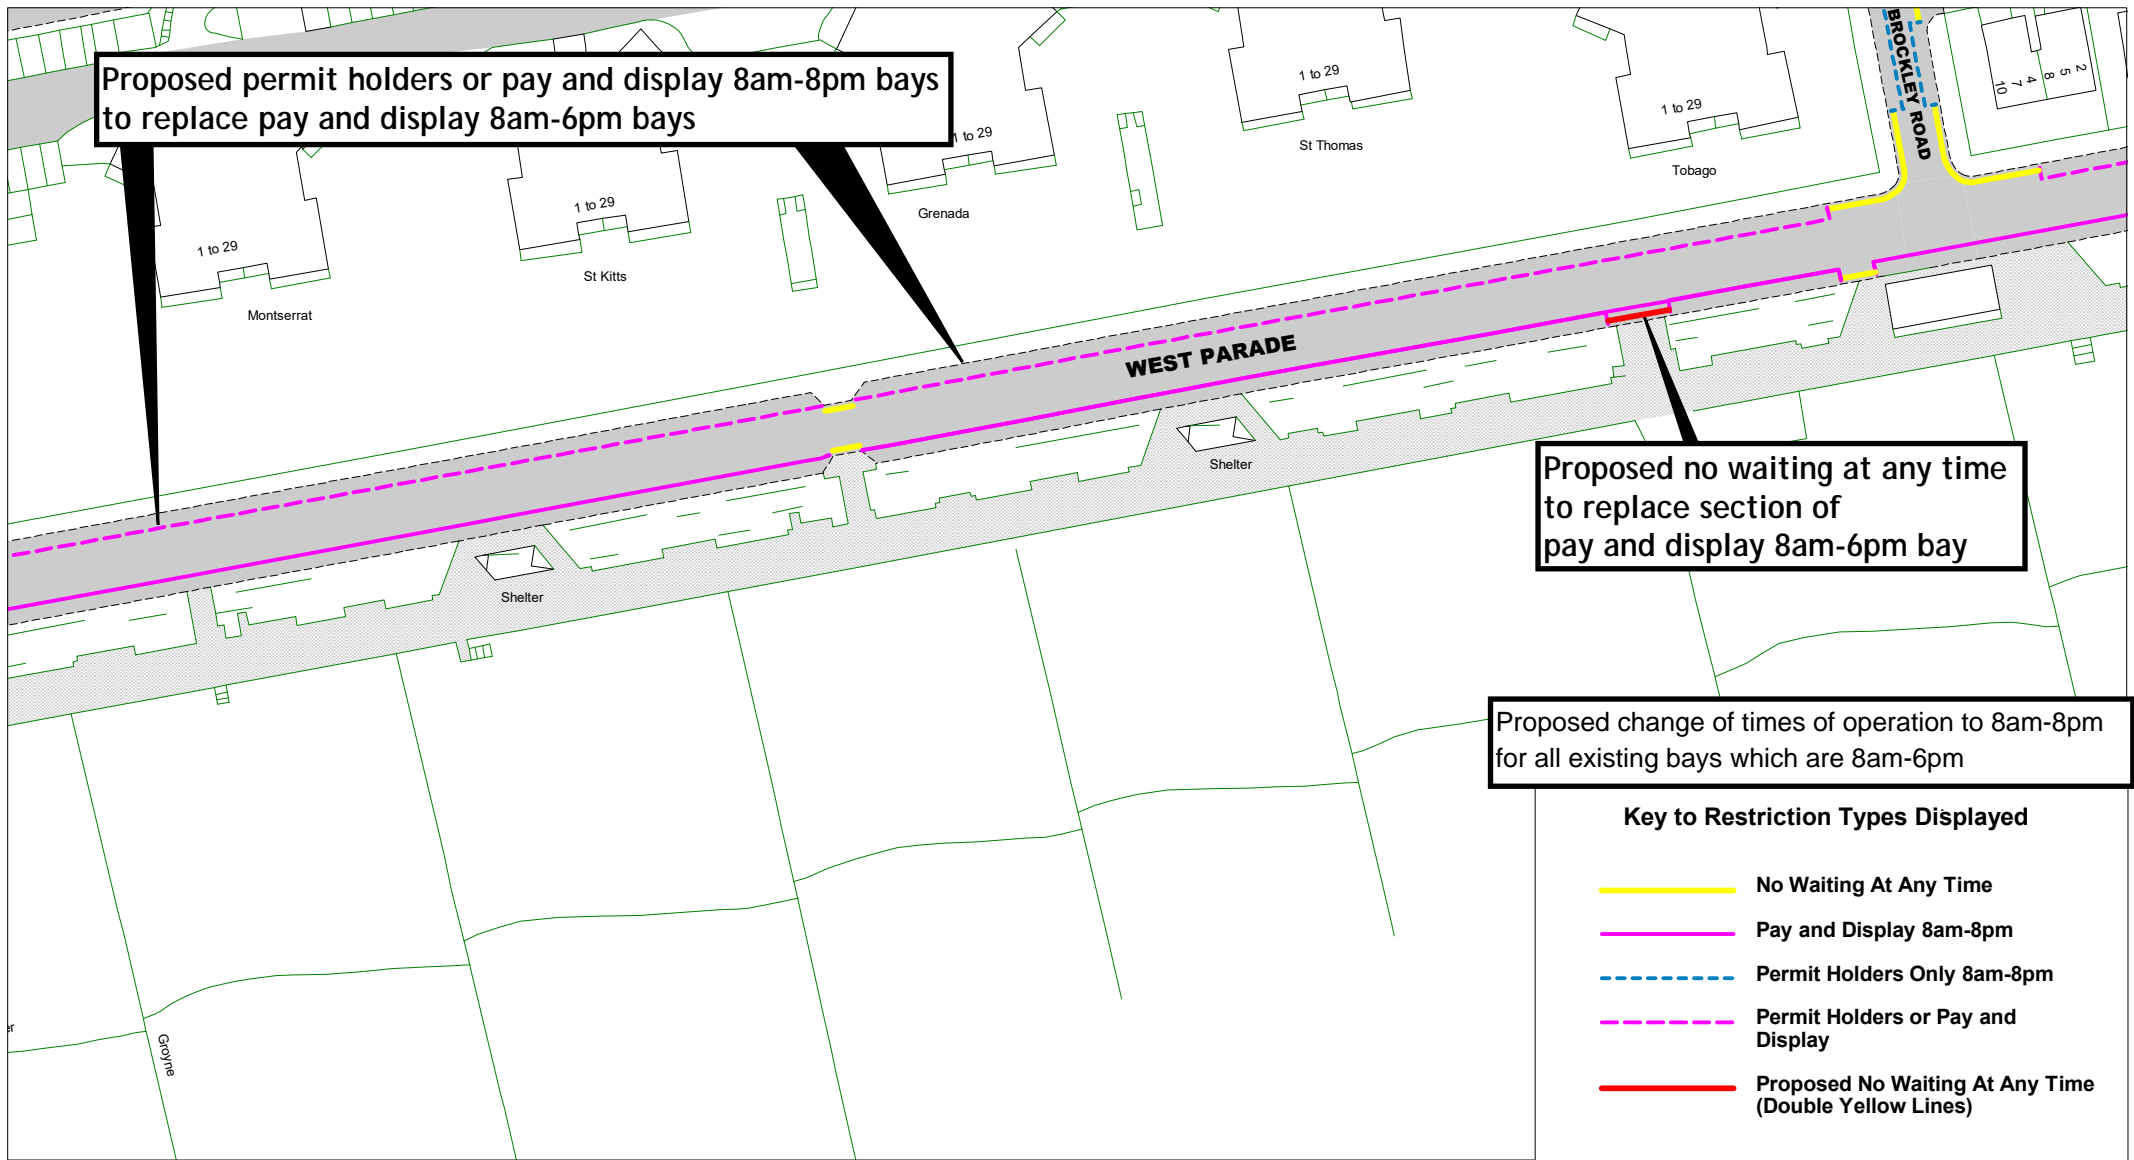 BROCKLEY ROAD
10
7
4
8
5
2
Proposed permit holders or pay and display 8am-8pm bays
to replace pay and display 8am-6pm bays
1 to 29
1 to 29
1 to 29
St Thomas
Tobago
1 to 29
Grenada
1 to 29
St Kitts
Montserrat
WEST PARADE
Shelter
Shelter
Proposed no waiting at any time
to replace section of
pay and display 8am-6pm bay
Proposed change of times of operation to 8am-8pm
for all existing bays which are 8am-6pm
Key to Restriction Types Displayed
No Waiting At Any Time
Pay and Display 8am-8pm
Permit Holders Only 8am-8pm
Permit Holders or Pay and
Display
Proposed No Waiting At Any Time
(Double Yellow Lines)
Groyne